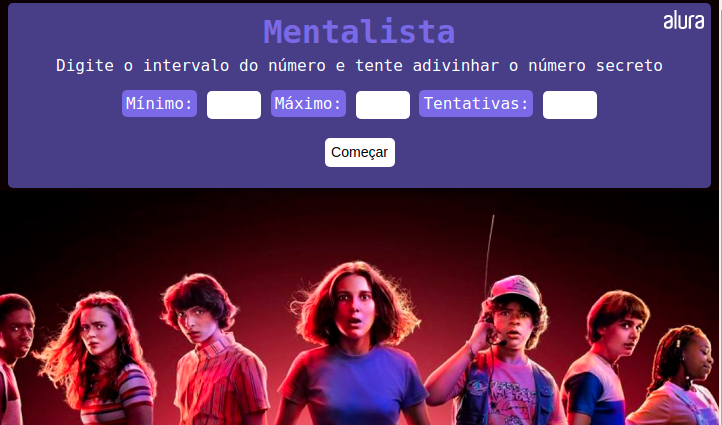 alura
Mentalista
Digite o intervalo do número e tente adivinhar o número secreto
Mínimo: Máximo: Tentativas:
Começar